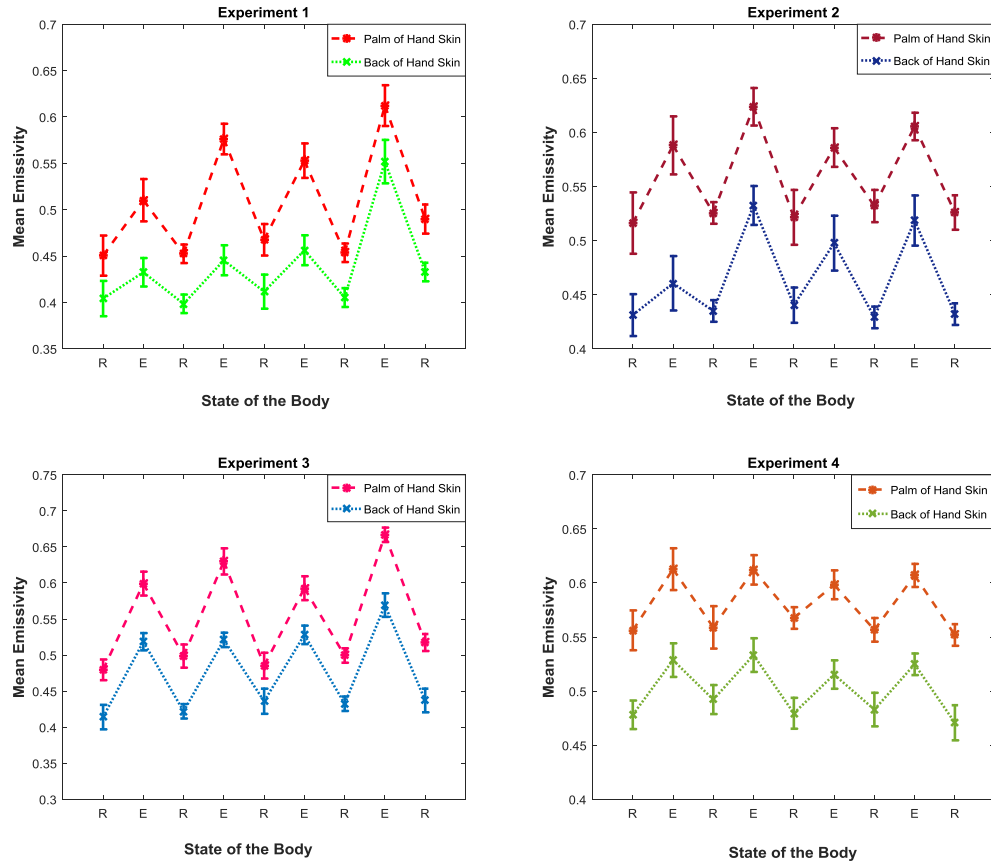 Experiment 1
0.7
0.65
0.6
0.55
0.5
0.45
0.4
0.35
Mean Emissivity
Palm of Hand Skin
Back of Hand Skin
R E R E R E R E R
State of the Body
Experiment 2
0.7
0.65
0.6
0.55
0.5
0.45
0.4
Mean Emissivity
Palm of Hand Skin
Back of Hand Skin
R E R E R E R E R
State of the Body
Experiment 3
0.75
0.7
0.65
0.6
0.55
0.5
0.45
0.4
0.35
0.3
Mean Emissivity
Palm of Hand Skin
Back of Hand Skin
R E R E R E R E R
State of the Body
Experiment 4
0.7
0.65
0.6
0.55
0.5
0.45
0.4
Mean Emissivity
Palm of Hand Skin
Back of Hand Skin
R E R E R E R E R
State of the Body